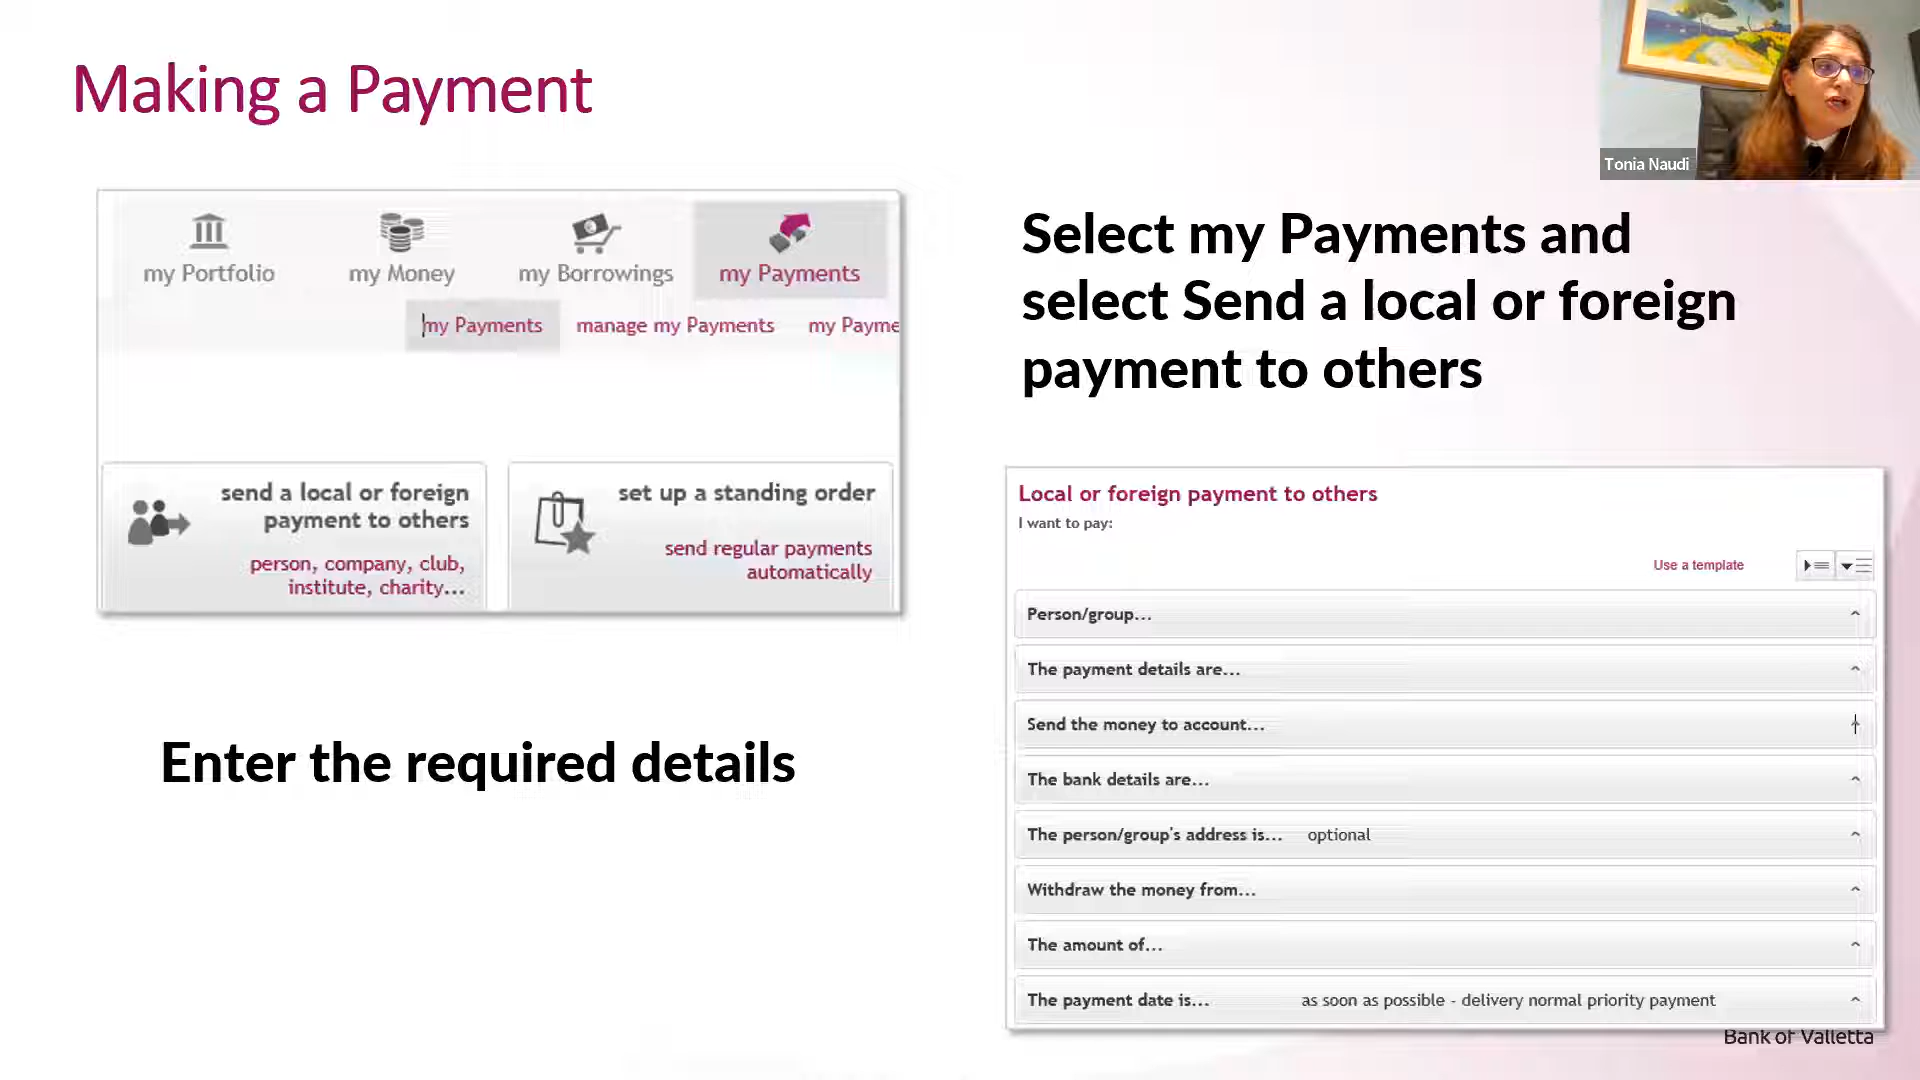 Making a Payment
Tonia Naudi
my Portfolio
my Money
my Borrowings
my Payments
my Payments
manage my Payments
my Payme
send a local or foreign
payment to others
person, company, club,
institute, charity...
set up a standing order
send regular payments
automatically
Select my Payments and
select Send a local or foreign
payment to others
Enter the required details
Local or foreign payment to others
I want to pay:
Use a template
Person/group...
The payment details are...
Send the money to account...
The bank details are...
The person/group's address is... optional
Withdraw the money from...
The amount of...
The payment date is... as soon as possible - delivery normal priority payment
Bank of Valletta